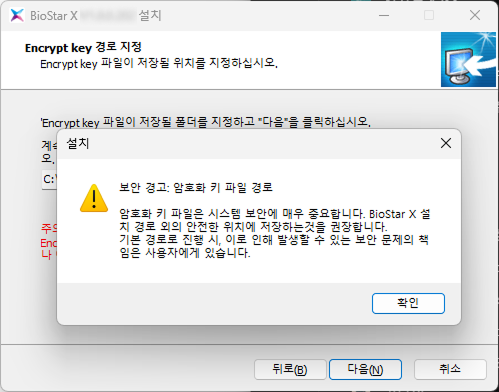 BioStar X 설치
Encrypt key 경로 지정
Encrypt key 파일이 저장될 위치를 지정하십시오.
'Encrypt key 파일이 저장될 폴더를 지정하고 "다음"을 클릭하십시오.
계속
오.
C:\
주의
Enc
나
설치
보안 경고: 암호화 키 파일 경로
암호화 키 파일은 시스템 보안에 매우 중요합니다. BioStar X 설
치 경로 외의 안전한 위치에 저장하는것을 권장합니다.
기본 경로로 진행 시, 이로 인해 발생할 수 있는 보안 문제의 책
임은 사용자에게 있습니다.
확인
뒤로(B)
다음(N)
취소